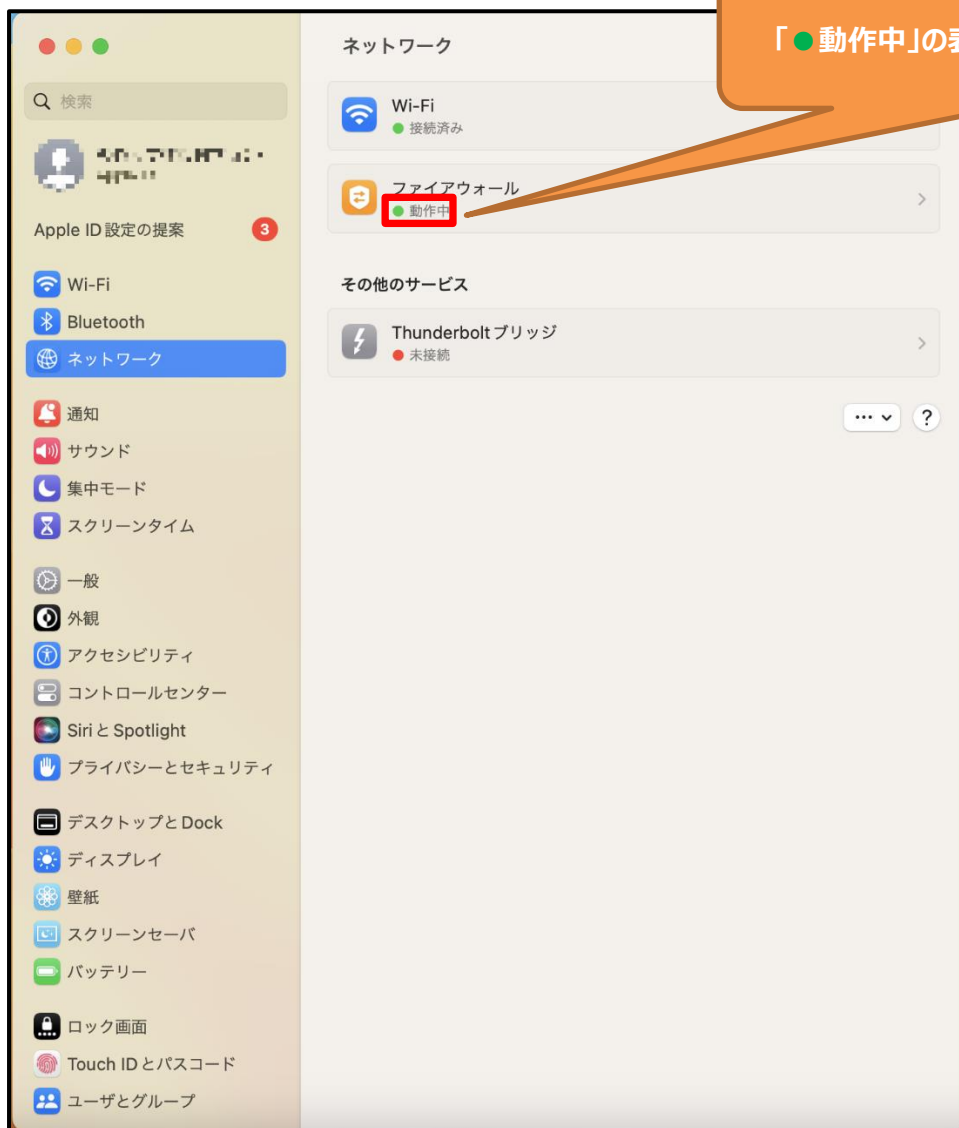 「●動作中」の表
ネットワーク
検索
Apple ID 設定の提案
3
Wi-Fi
Bluetooth
ネットワーク
通知
サウンド
集中モード
スクリーンタイム
一般
外観
アクセシビリティ
コントロールセンター
Siri と Spotlight
プライバシーとセキュリティ
デスクトップと Dock
ディスプレイ
壁紙
スクリーンセーバ
バッテリー
ロック画面
Touch ID とパスコード
ユーザとグループ
Wi-Fi
接続済み
ファイアウォール
動作中
その他のサービス
Thunderbolt ブリッジ
未接続
…
?